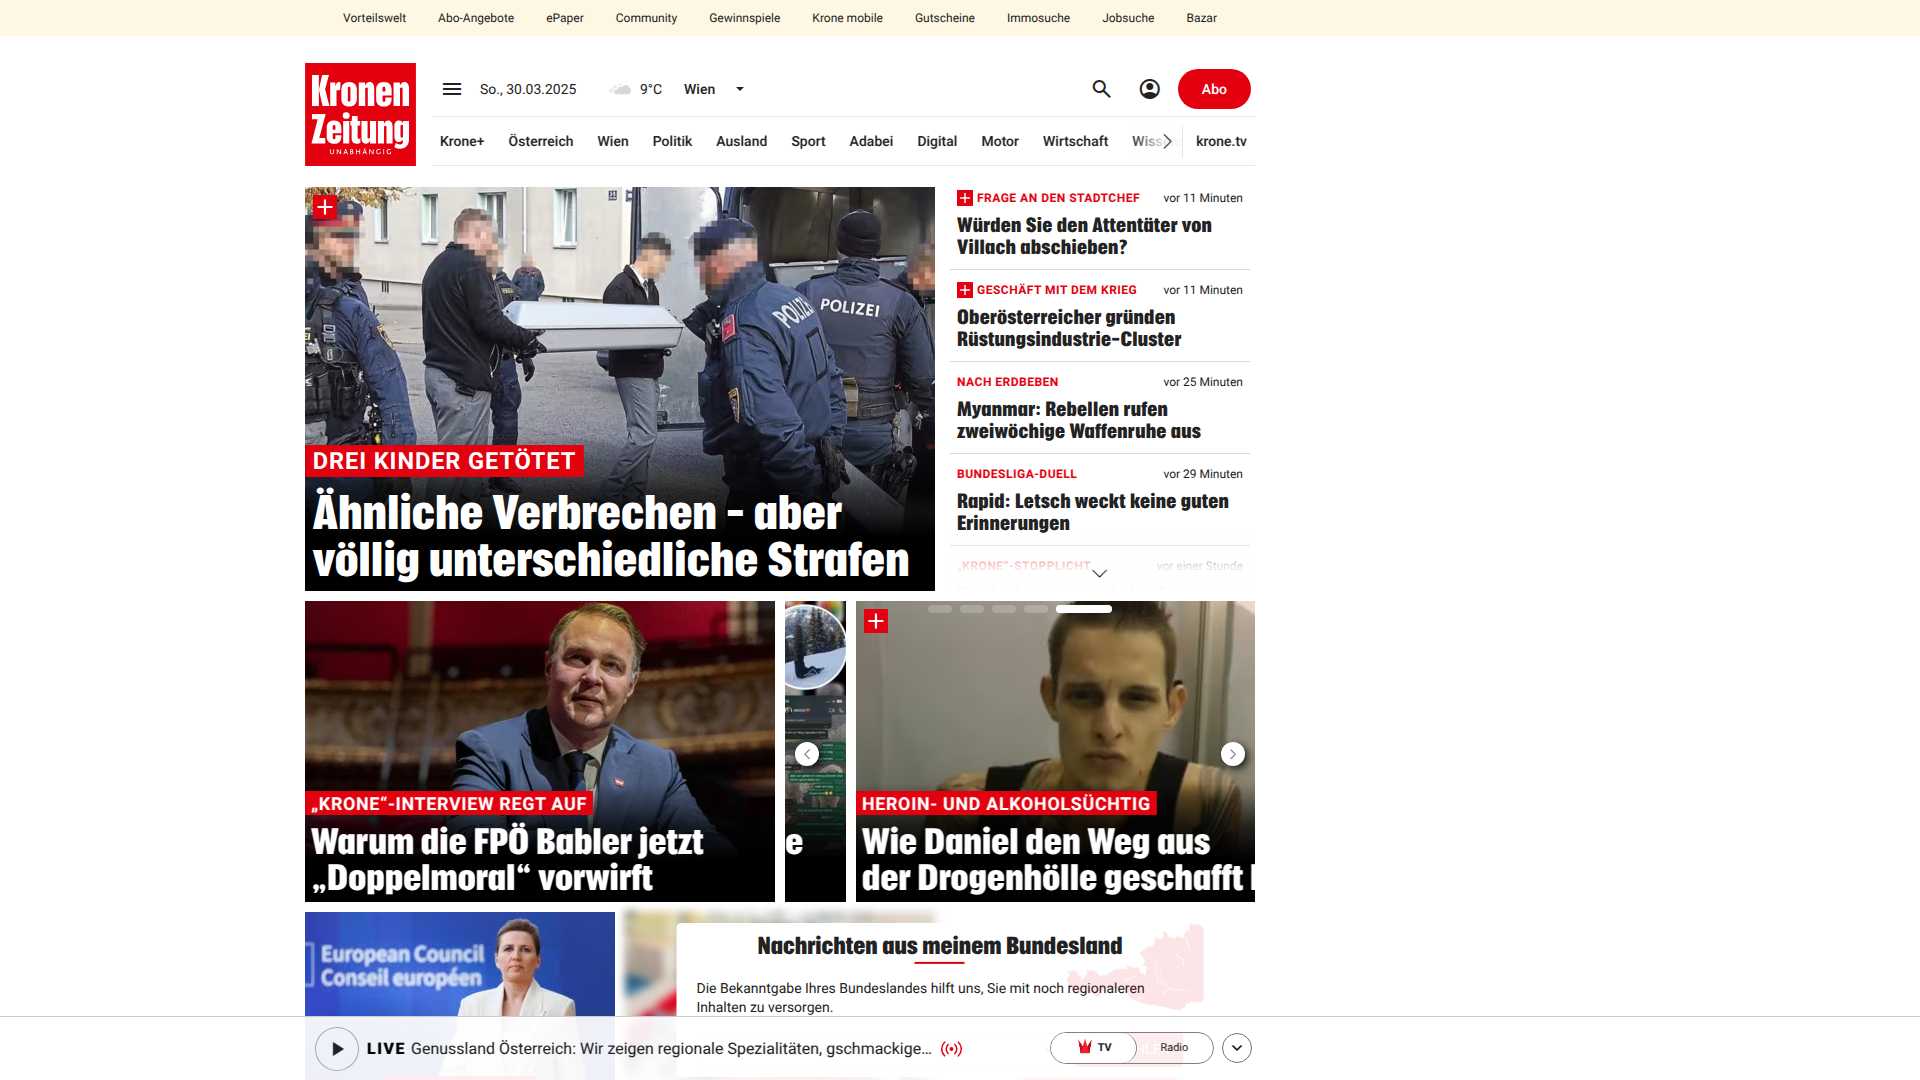 Vorteilswelt Abo-Angebote ePaper Community Gewinnspiele Krone mobile Gutscheine Immosuche Jobsuche Bazar
Kronen
Zeitung
UNABHÄNGIG
So., 30.03.2025 9°C Wien
Abo
Krone+ Österreich Wien Politik Ausland Sport Adabei Digital Motor Wirtschaft Wiss krone.tv
POLIZEI
POLIZEI
DREI KINDER GETÖTET
Ähnliche Verbrechen – aber
völlig unterschiedliche Strafen
FRAGE AN DEN STADTCHEF vor 11 Minuten
Würden Sie den Attentäter von
Villach abschieben?
GESCHÄFT MIT DEM KRIEG vor 11 Minuten
Oberösterreicher gründen
Rüstungsindustrie-Cluster
NACH ERDBEBEN vor 25 Minuten
Myanmar: Rebellen rufen
zweiwöchige Waffenruhe aus
BUNDESLIGA-DUELL vor 29 Minuten
Rapid: Letsch weckt keine guten
Erinnerungen
„KRONE“-STOPPLICHT vor einer Stunde
„KRONE“-INTERVIEW REGT AUF
Warum die FPÖ Babler jetzt
„Doppelmoral“ vorwirft
e
HEROIN- UND ALKOHOLSÜCHTIG
Wie Daniel den Weg aus
der Drogenhölle geschafft
European Council
Conseil européen
Nachrichten aus meinem Bundesland
Die Bekanntgabe Ihres Bundeslandes hilft uns, Sie mit noch regionaleren
Inhalten zu versorgen.
LIVE Genussland Österreich: Wir zeigen regionale Spezialitäten, gschmackige...
TV Radio